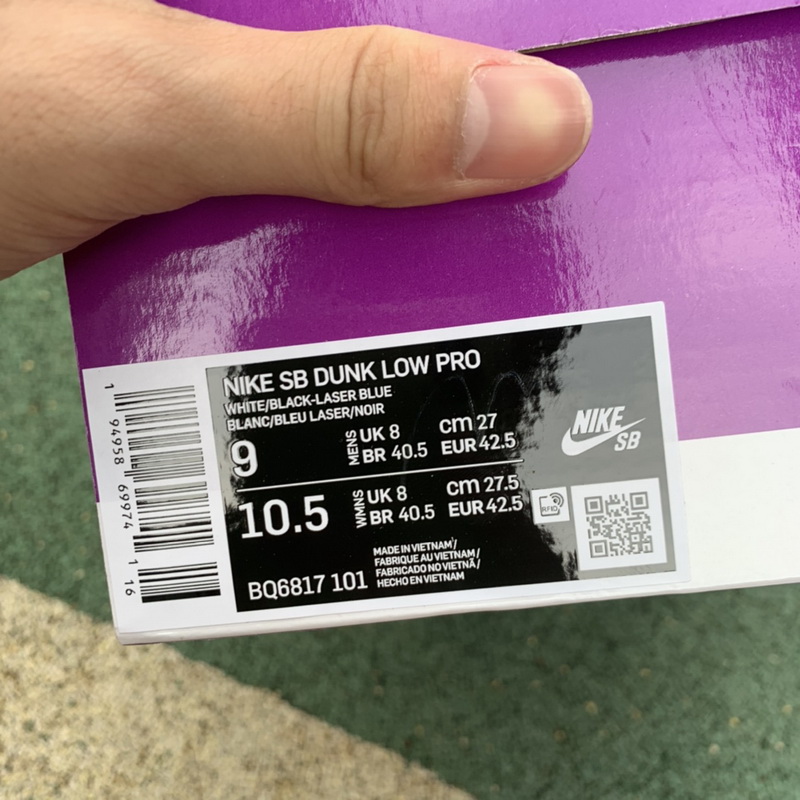 NIKE SB DUNK LOW PRO
WHITE/BLACK-LASER BLUE
BLANC/BLEU LASER/NOIR
9 MENS UK 8 CM 27
BR 40.5 EUR 42.5
10.5 WMNS UK 8 CM 27.5
BR 40.5 EUR 42.5
BQ6817 101
MADE IN VIETNAM/
FABRIQUE AU VIETNAM/
FABRICADO NO VIETNÃ/
HECHO EN VIETNAM
NIKE
SB
RFID
1 94958 69974 1 16